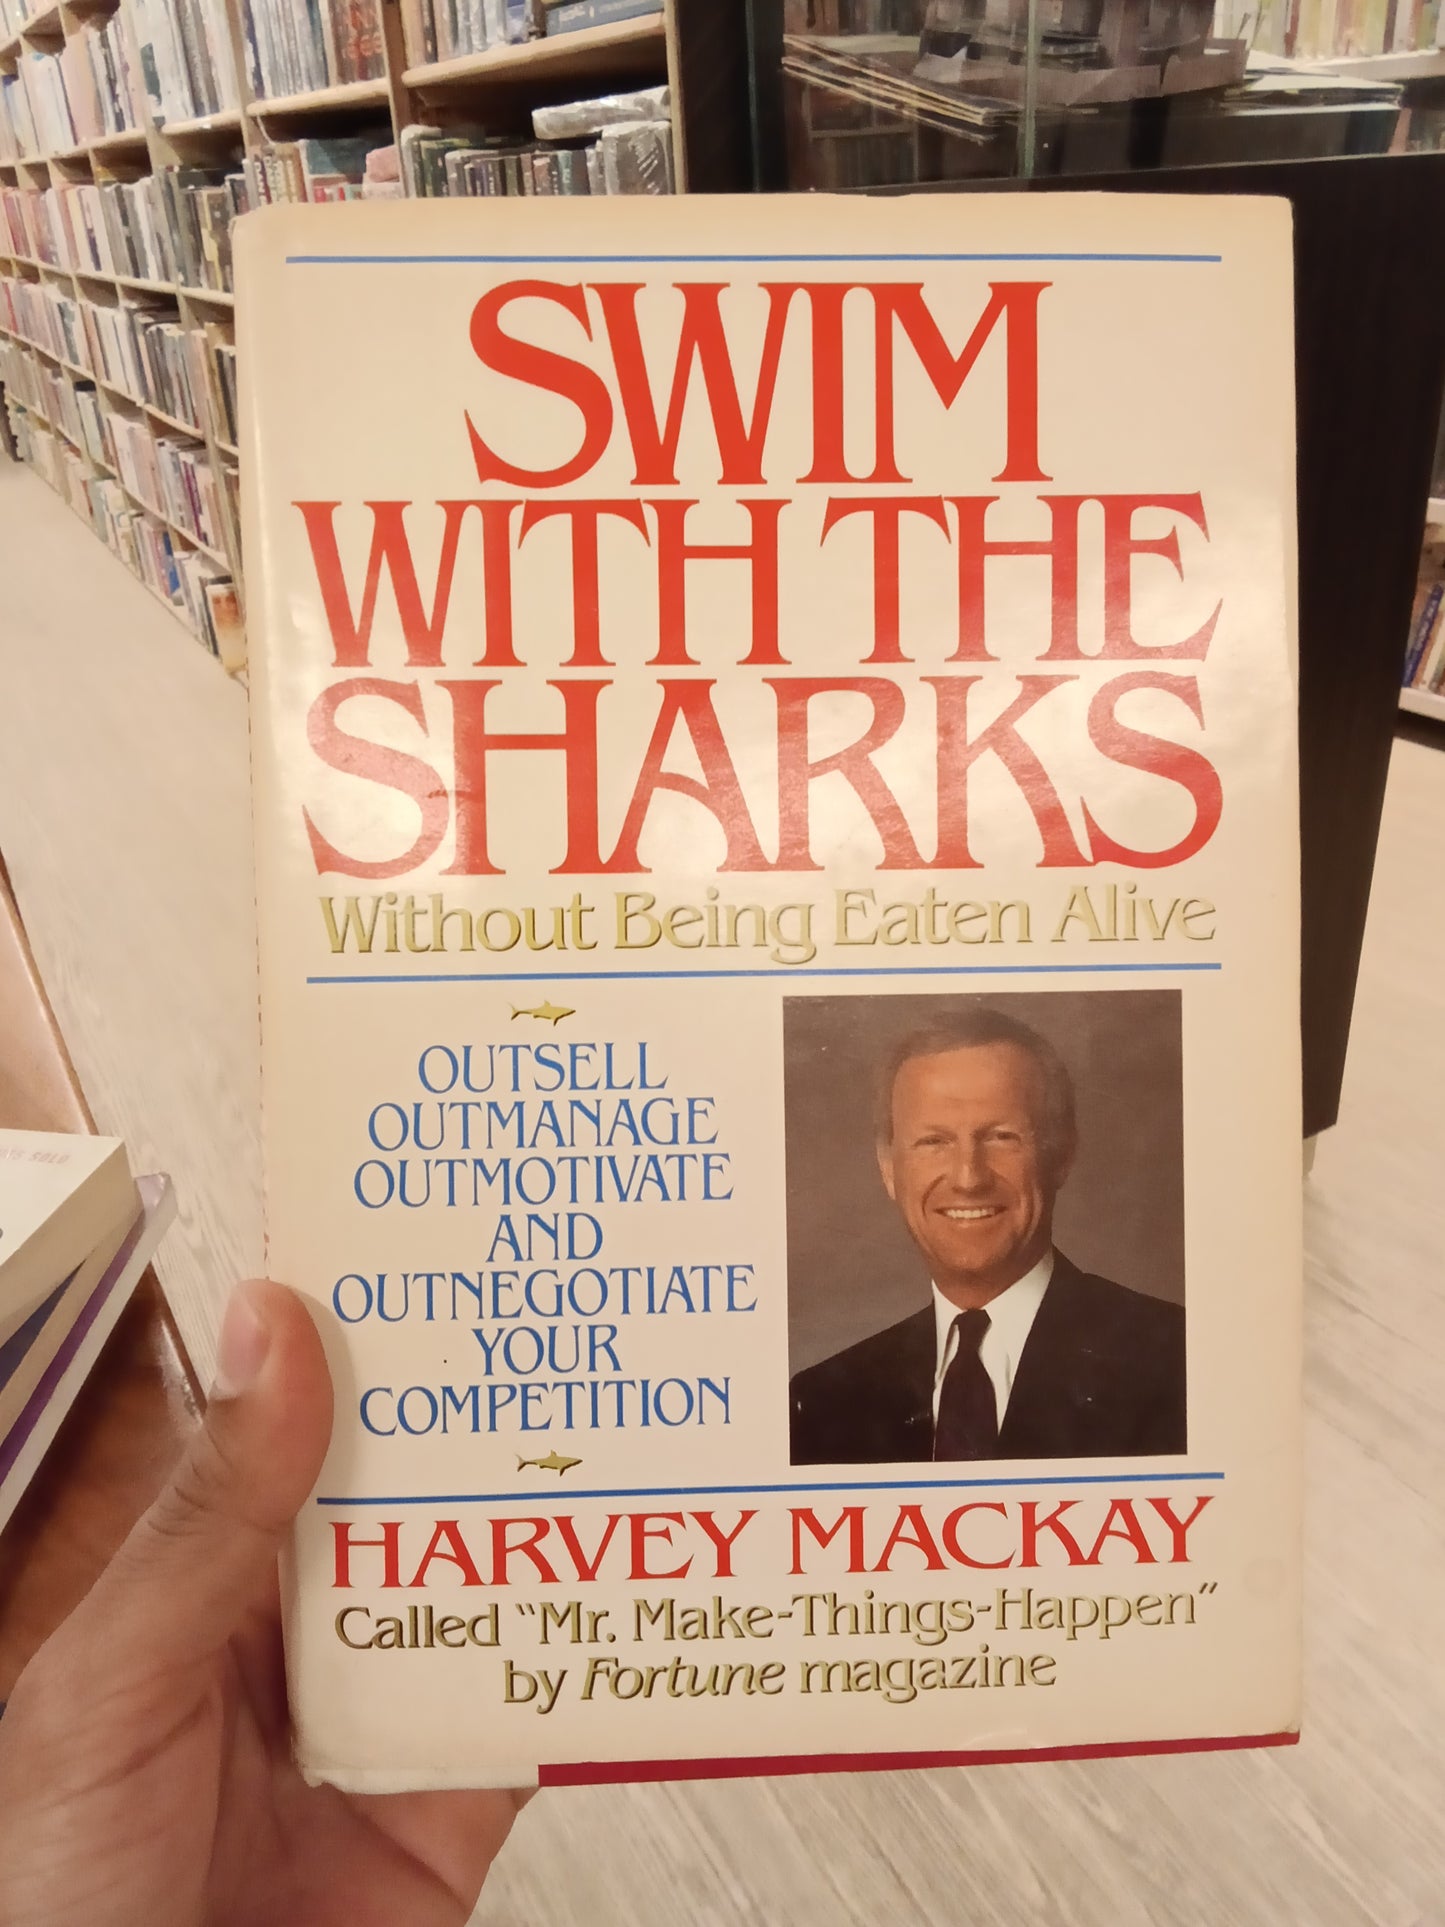 SWIM
WITH THE
SHARKS
Without Being Eaten Alive
OUTSELL
OUTMANAGE
OUTMOTIVATE
AND
OUTNEGOTIATE
YOUR
COMPETITION
HARVEY MACKAY
Called "Mr. Make-Things-Happen"
by Fortune magazine
SOLD